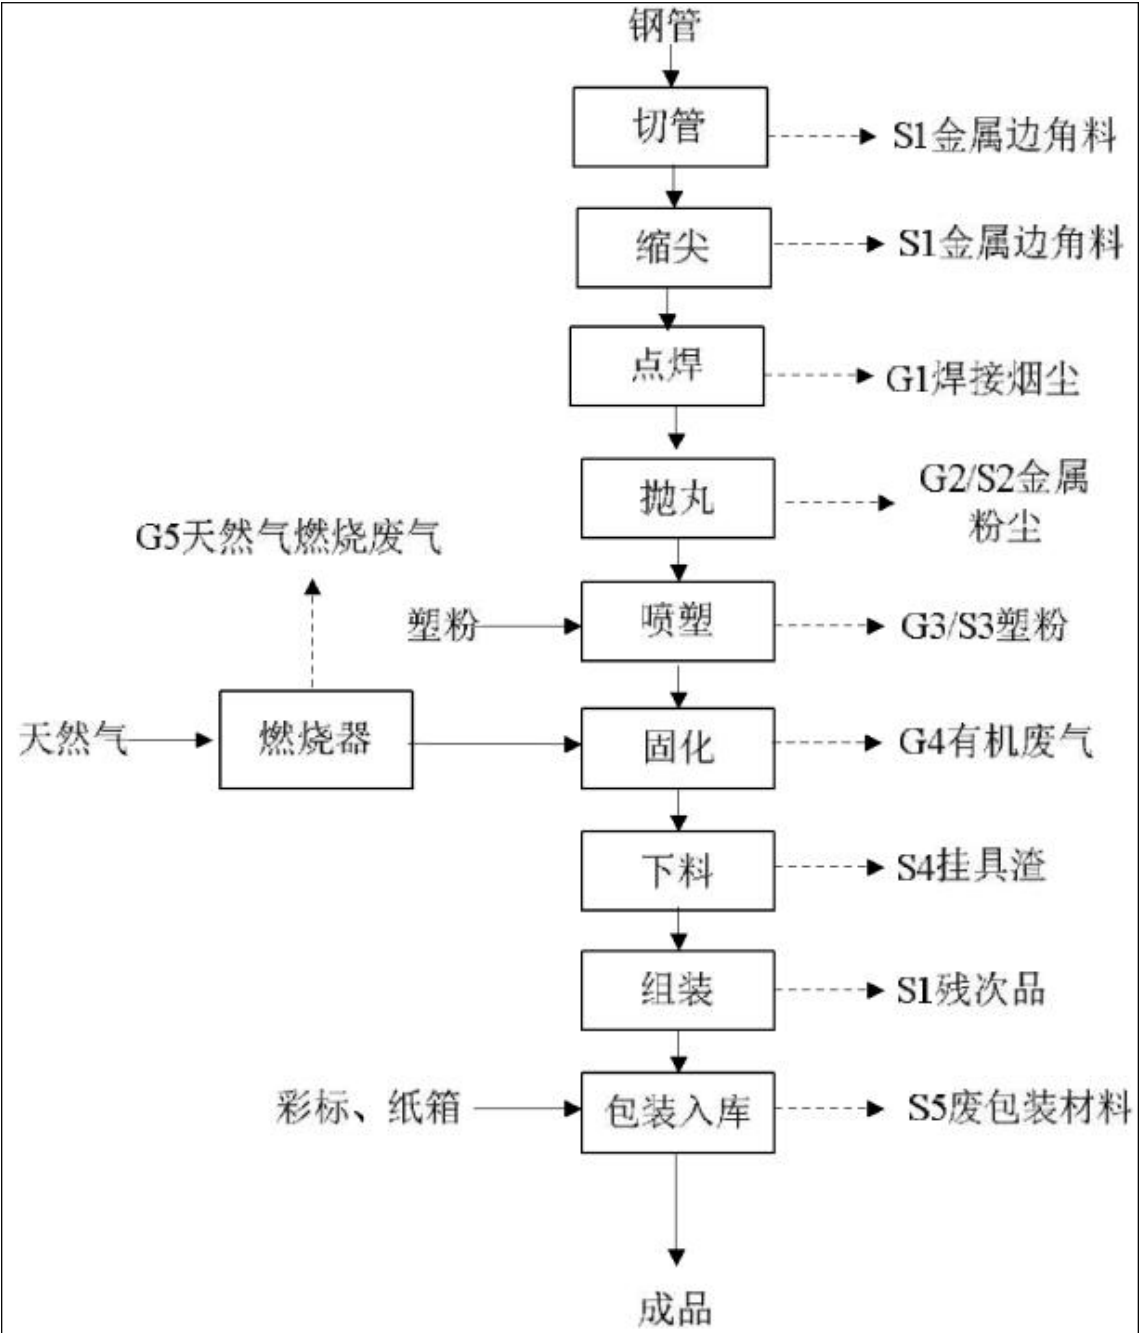 钢管
切管
S1金属边角料
缩尖
S1金属边角料
点焊
G1焊接烟尘
抛丸
G2/S2金属
粉尘
G5天然气燃烧废气
塑粉
喷塑
G3/S3塑粉
天然气
燃烧器
固化
G4有机废气
下料
S4挂具渣
组装
S1残次品
彩标、纸箱
包装入库
S5废包装材料
成品